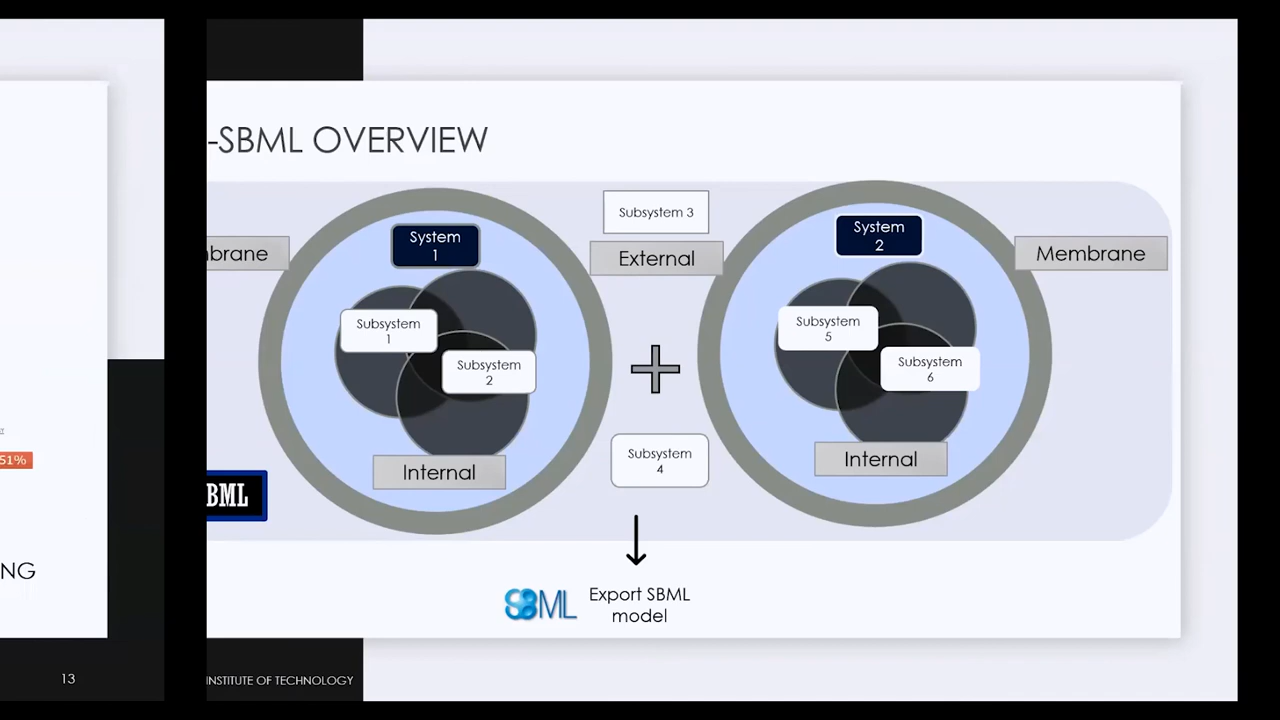 -SBML OVERVIEW
Subsystem 3
System
1
System
2
brane
External
Membrane
Subsystem
1
Subsystem
5
Subsystem
2
Subsystem
6
51%
Subsystem
4
Internal
Internal
BML
NG
SBML
Export SBML
model
13
INSTITUTE OF TECHNOLOGY